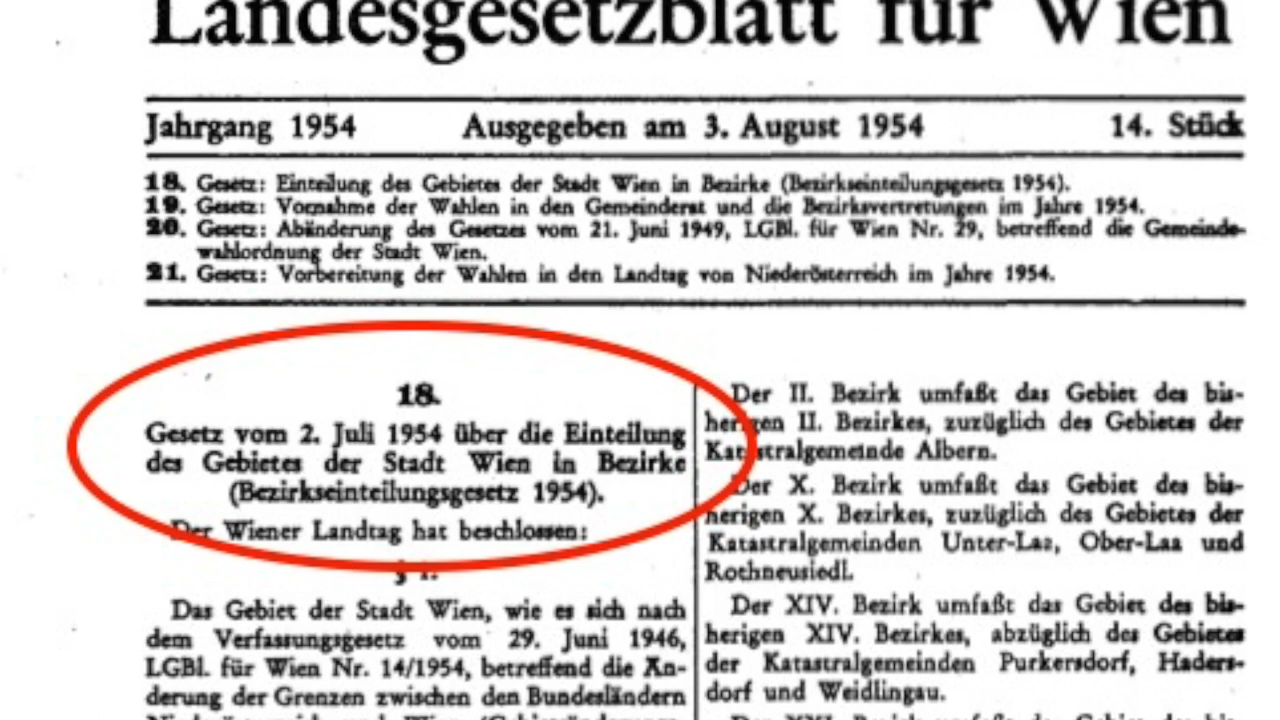 Landesgesetzblatt für Wien
Jahrgang 1954 Ausgegeben am 3. August 1954 14. Stück
18. Gesetz: Einteilung des Gebietes der Stadt Wien in Bezirke (Bezirkseinteilungsgesetz 1954).
19. Gesetz: Vornahme der Wahlen in den Gemeinderat und die Bezirksvertretungen im Jahre 1954.
20. Gesetz: Abänderung des Gesetzes vom 21. Juni 1949, LGBl. für Wien Nr. 29, betreffend die Gemeinde-
wahlordnung der Stadt Wien.
21. Gesetz: Vorbereitung der Wahlen in den Landtag von Niederösterreich im Jahre 1954.
18.
Gesetz vom 2. Juli 1954 über die Einteilung
des Gebietes der Stadt Wien in Bezirke
(Bezirkseinteilungsgesetz 1954).
Der Wiener Landtag hat beschlossen:
§ 1.
Das Gebiet der Stadt Wien, wie es sich nach
dem Verfassungsgesetz vom 29. Juni 1946,
LGBl. für Wien Nr. 14/1954, betreffend die Än-
derung der Grenzen zwischen den Bundesländern
Der II. Bezirk umfaßt das Gebiet des bis-
herigen II. Bezirkes, zuzüglich des Gebietes der
Katastralgemeinde Albern.
Der X. Bezirk umfaßt das Gebiet des bis-
herigen X. Bezirkes, zuzüglich des Gebietes der
Katastralgemeinden Unter-Laa, Ober-Laa und
Rothneusiedl.
Der XIV. Bezirk umfaßt das Gebiet des bis-
herigen XIV. Bezirkes, abzüglich des Gebietes
der Katastralgemeinden Purkersdorf, Haders-
dorf und Weidlingau.